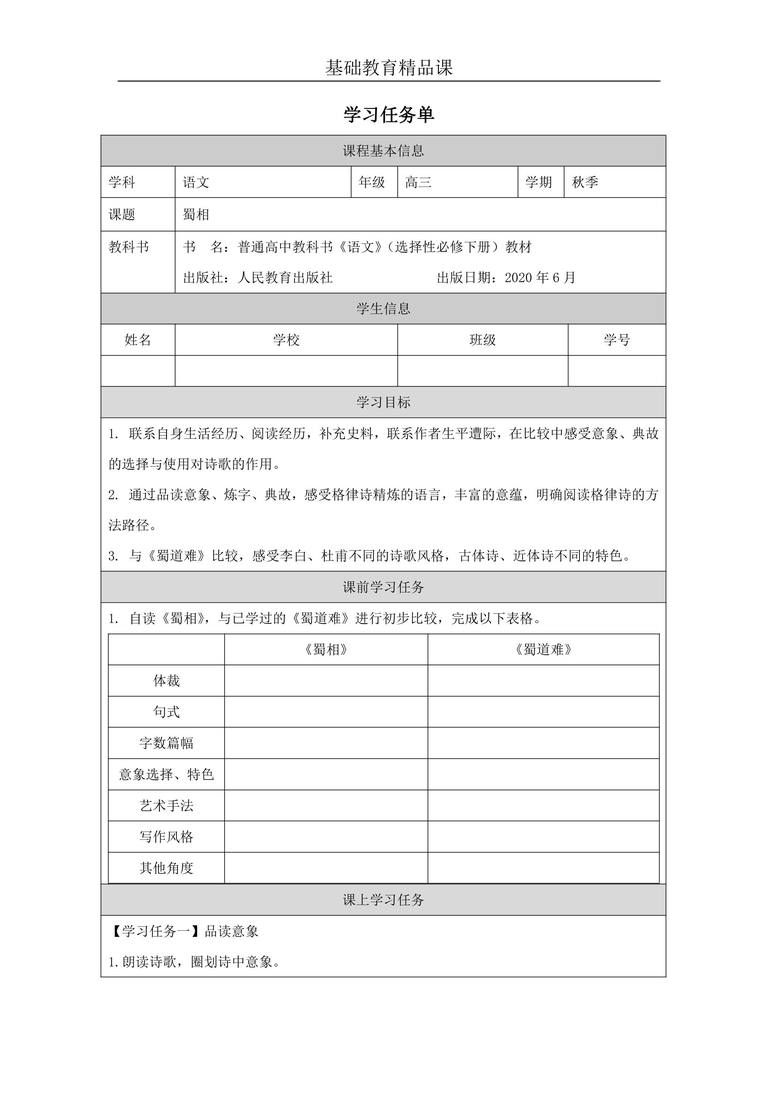 基础教育精品课
学习任务单
课程基本信息
学科 语文 年级 高三 学期 秋季
课题 蜀相
教科书 书 名：普通高中教科书《语文》（选择性必修下册）教材
出版社：人民教育出版社 出版日期：2020 年 6 月
学生信息
姓名 学校 班级 学号
学习目标
1. 联系自身生活经历、阅读经历，补充史料，联系作者生平遭际，在比较中感受意象、典故
的选择与使用对诗歌的作用。
2. 通过品读意象、炼字、典故，感受格律诗精炼的语言，丰富的意蕴，明确阅读格律诗的方
法路径。
3. 与《蜀道难》比较，感受李白、杜甫不同的诗歌风格，古体诗、近体诗不同的特色。
课前学习任务
1. 自读《蜀相》，与已学过的《蜀道难》进行初步比较，完成以下表格。
《蜀相》 《蜀道难》
体裁
句式
字数篇幅
意象选择、特色
艺术手法
写作风格
其他角度
课上学习任务
【学习任务一】品读意象
1.朗读诗歌，圈划诗中意象。